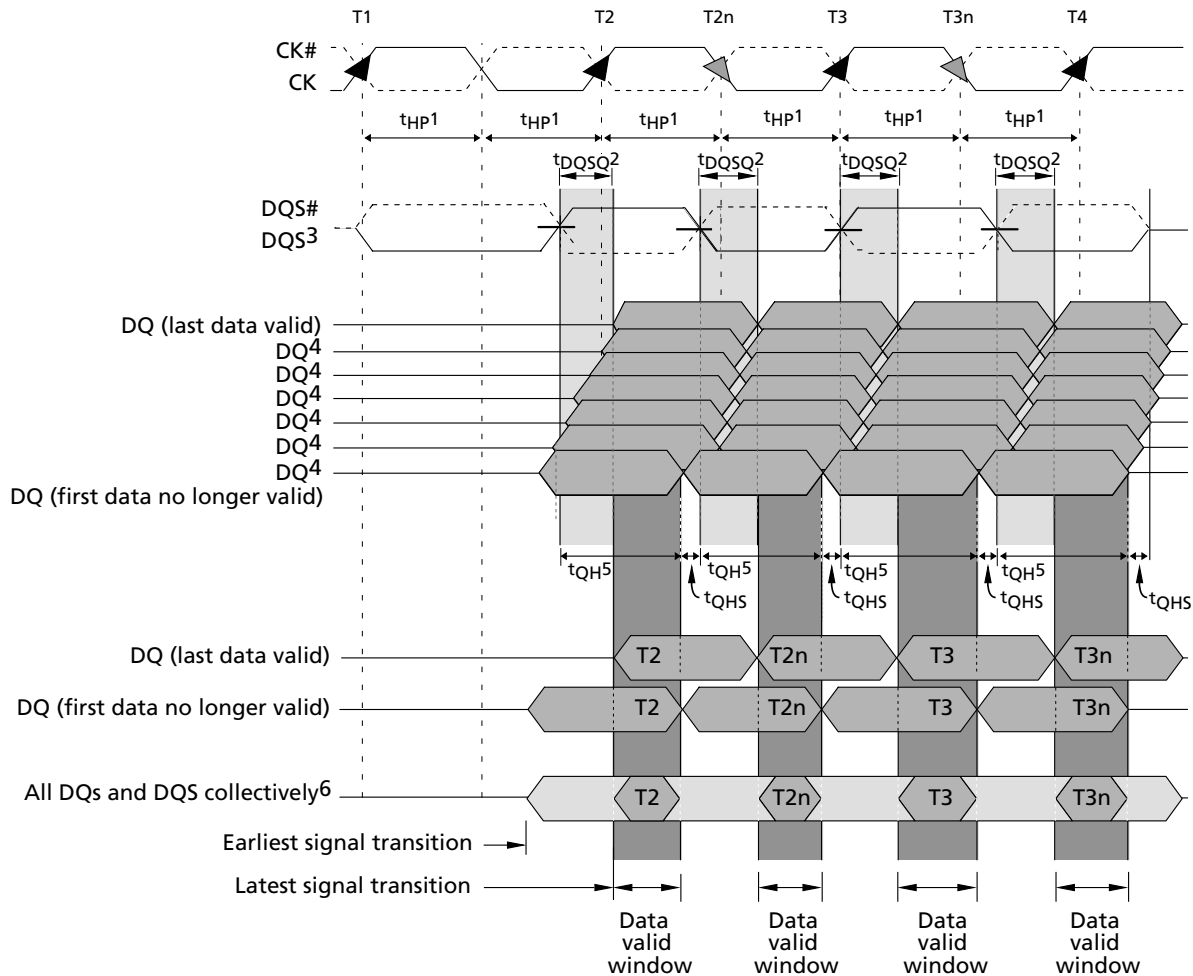 T1 T2 T2n T3 T3n T4
CK#
CK
tHP1 tHP1 tHP1 tHP1 tHP1 tHP1
tDQSQ2 tDQSQ2 tDQSQ2 tDQSQ2
DQS#
DQS3
DQ (last data valid)
DQ4
DQ4
DQ4
DQ4
DQ4
DQ4
DQ (first data no longer valid)
tQH5 tQH5 tQH5 tQH5
tQHS tQHS tQHS tQHS
DQ (last data valid) T2 T2n T3 T3n
DQ (first data no longer valid) T2 T2n T3 T3n
All DQs and DQS collectively6 T2 T2n T3 T3n
Earliest signal transition
Latest signal transition
Data valid window
Data valid window
Data valid window
Data valid window